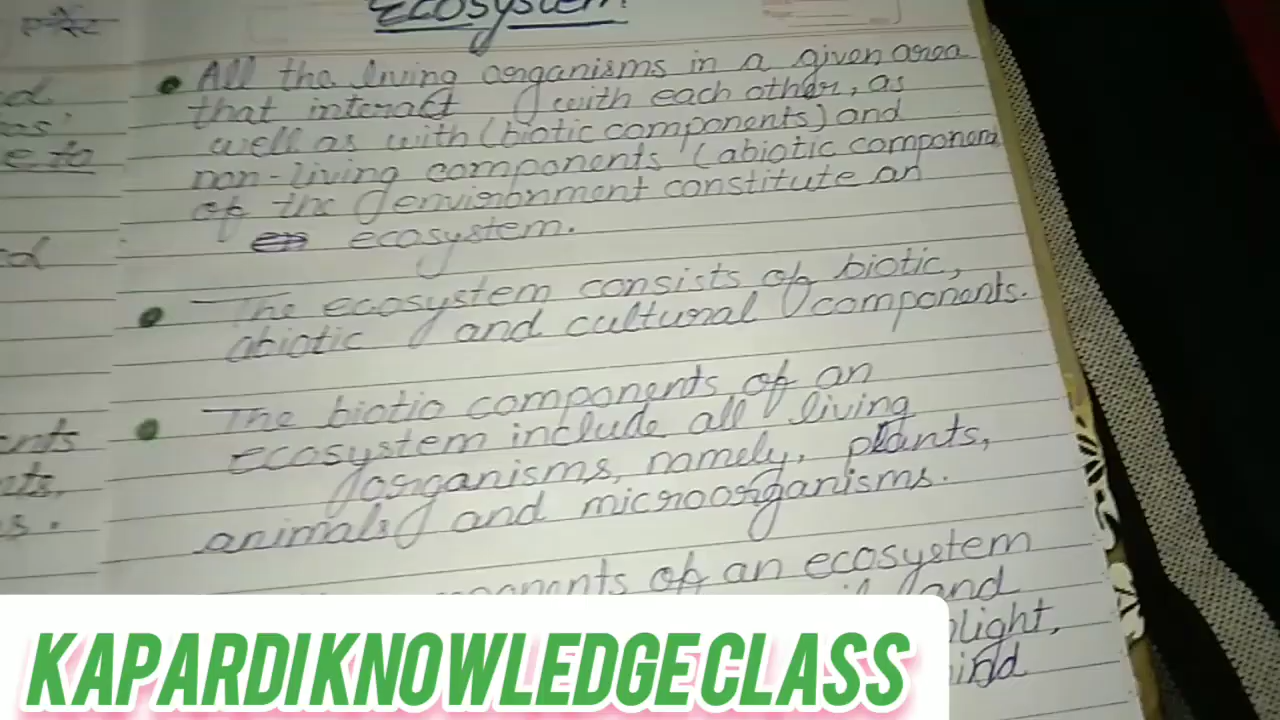 Ecosystem
All the living organisms in a given area
that interact with each other, as
well as with (biotic components) and
non-living components (abiotic
of the environment constitute an
ecosystem.
The ecosystem consists of biotic,
abiotic and cultural components.
The biotic components of an
ecosystem include all living
organisms, namely, plants,
animals and microorganisms.
of an ecosystem
and
KAPARDI KNOWLEDGE CLASS